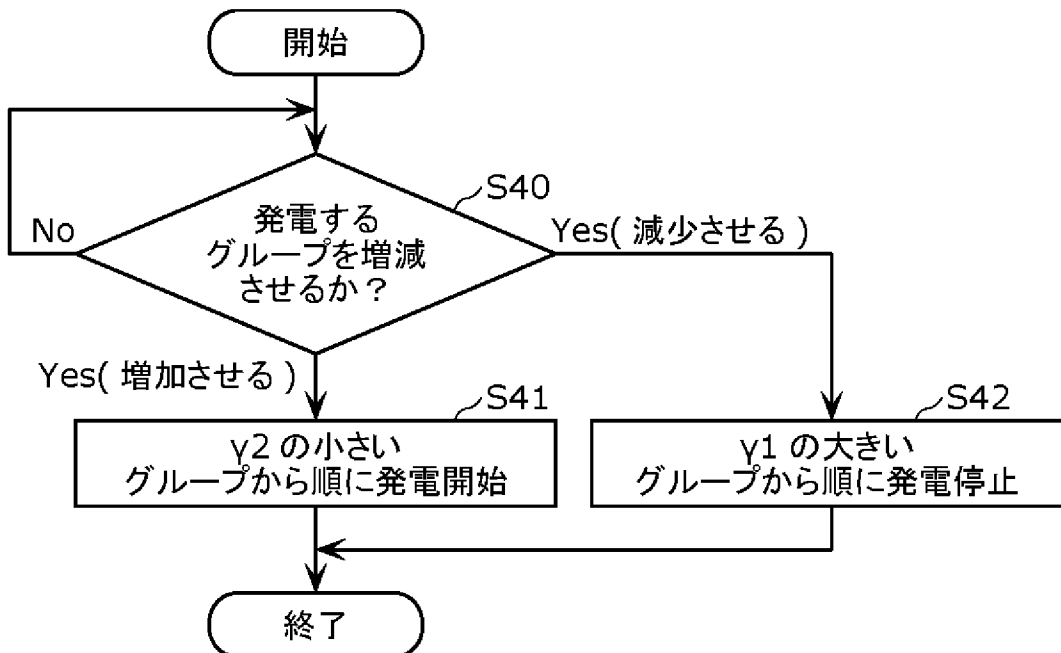 開始
S40
発電する
グループを増減
させるか?
No
Yes( 減少させる )
Yes( 増加させる )
S41
γ2 の小さい
グループから順に発電開始
S42
γ1 の大きい
グループから順に発電停止
終了